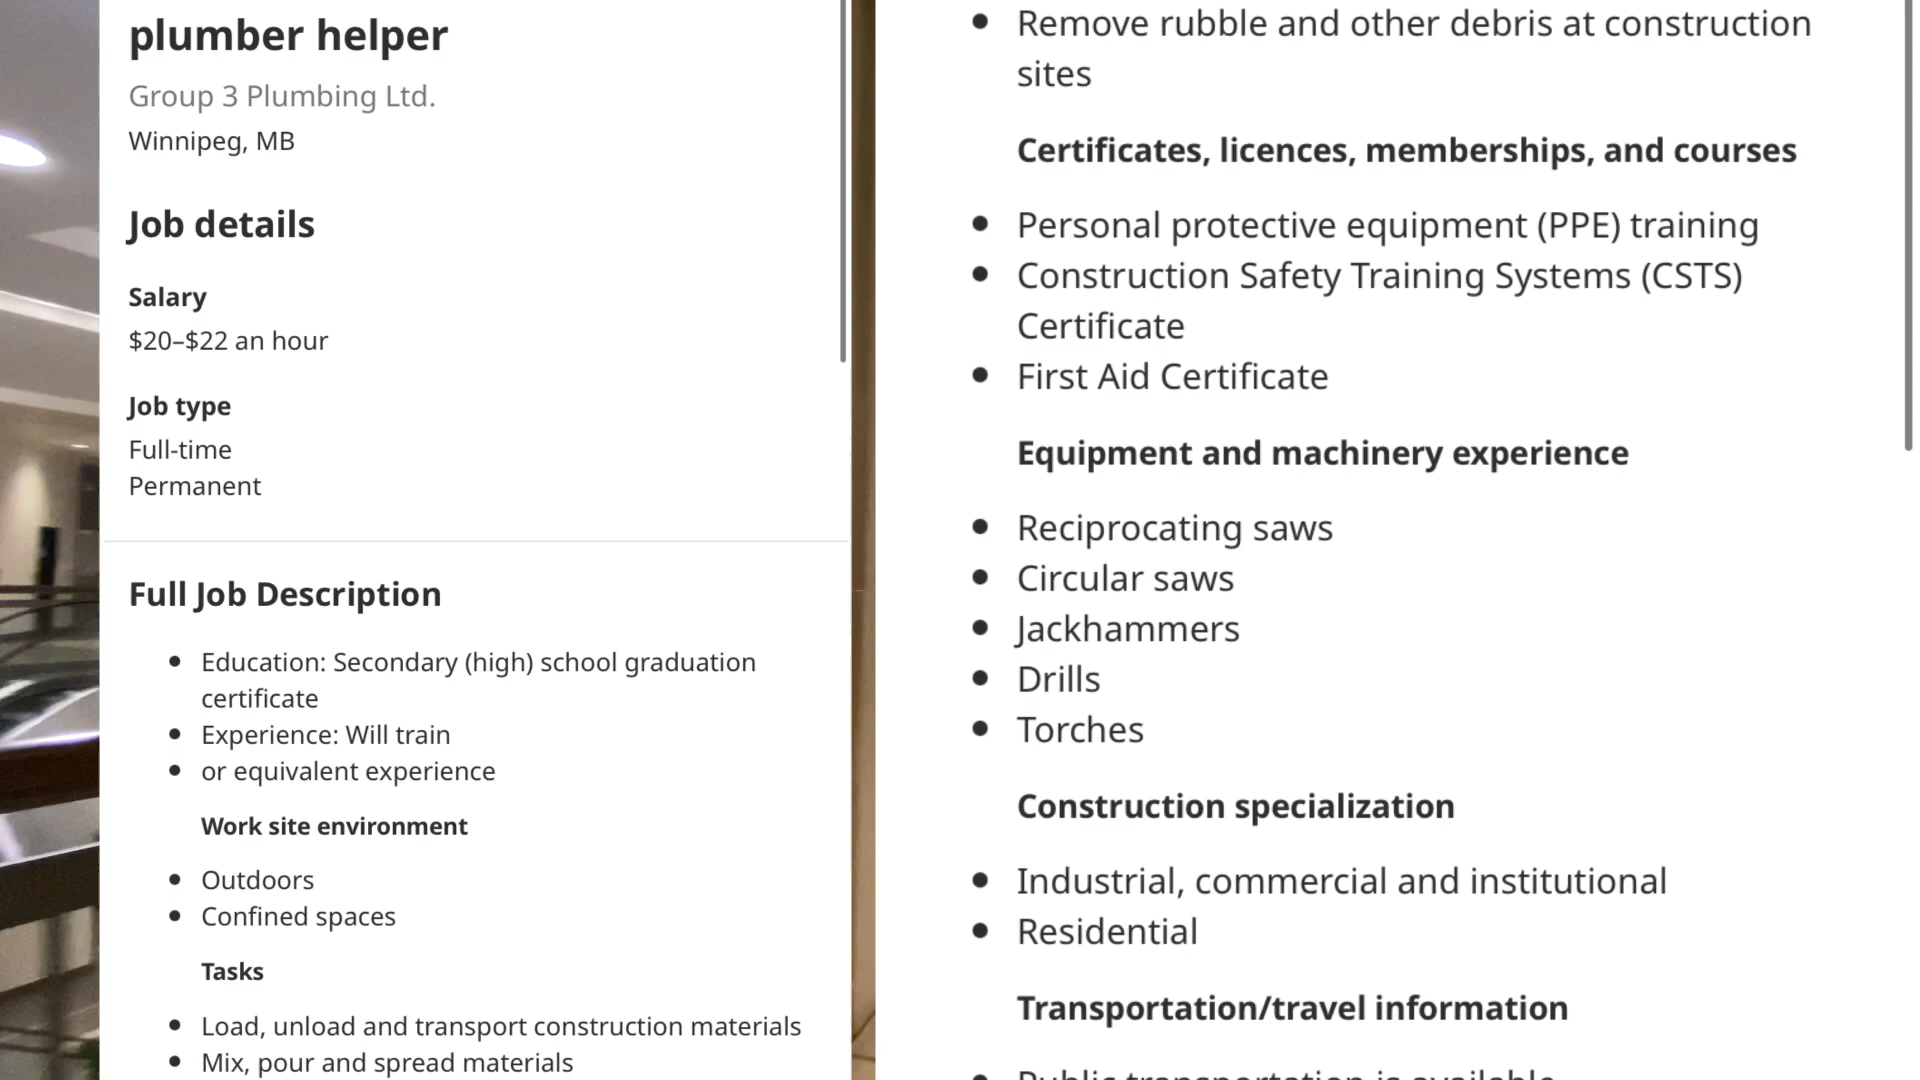 plumber helper
Group 3 Plumbing Ltd.
Winnipeg, MB
Job details
Salary
$20–$22 an hour
Job type
Full-time
Permanent
Full Job Description
Education: Secondary (high) school graduation
certificate
Experience: Will train
or equivalent experience
Work site environment
Outdoors
Confined spaces
Tasks
Load, unload and transport construction materials
Mix, pour and spread materials
Remove rubble and other debris at construction
sites
Certificates, licences, memberships, and courses
Personal protective equipment (PPE) training
Construction Safety Training Systems (CSTS)
Certificate
First Aid Certificate
Equipment and machinery experience
Reciprocating saws
Circular saws
Jackhammers
Drills
Torches
Construction specialization
Industrial, commercial and institutional
Residential
Transportation/travel information
Public transportation is available